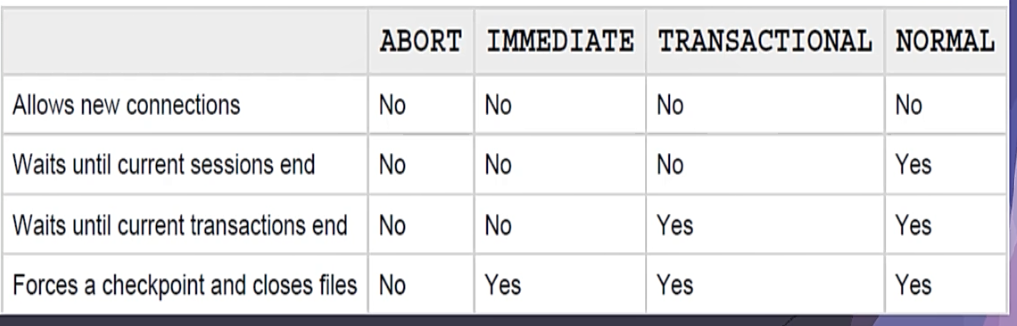 ABORT IMMEDIATE TRANSACTIONAL NORMAL
Allows new connections No No No No
Waits until current sessions end No No No Yes
Waits until current transactions end No No Yes Yes
Forces a checkpoint and closes files No Yes Yes Yes